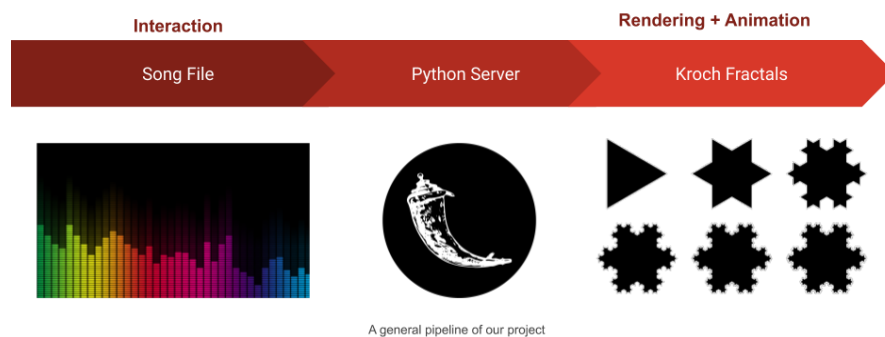 Interaction
Rendering + Animation
Song File
Python Server
Kroch Fractals
A general pipeline of our project